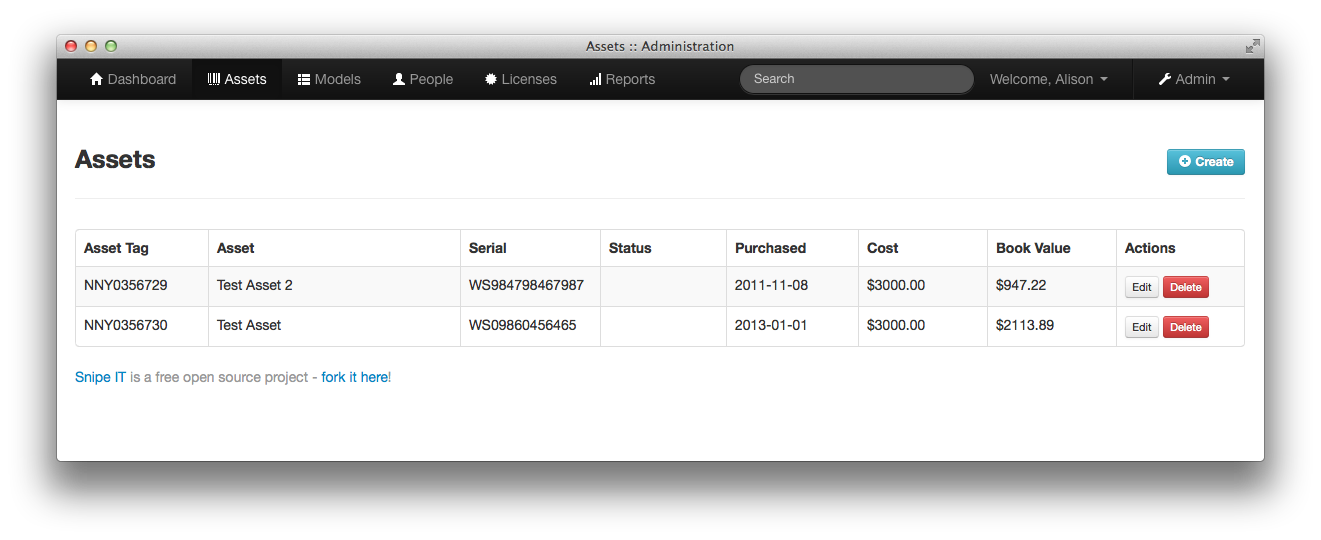 Assets :: Administration
Dashboard Assets Models People Licenses Reports Search Welcome, Alison Admin
Assets Create
Asset Tag Asset Serial Status Purchased Cost Book Value Actions
NNY0356729 Test Asset 2 WS984798467987 2011-11-08 $3000.00 $947.22 Edit Delete
NNY0356730 Test Asset WS09860456465 2013-01-01 $3000.00 $2113.89 Edit Delete
Snipe IT is a free open source project - fork it here!